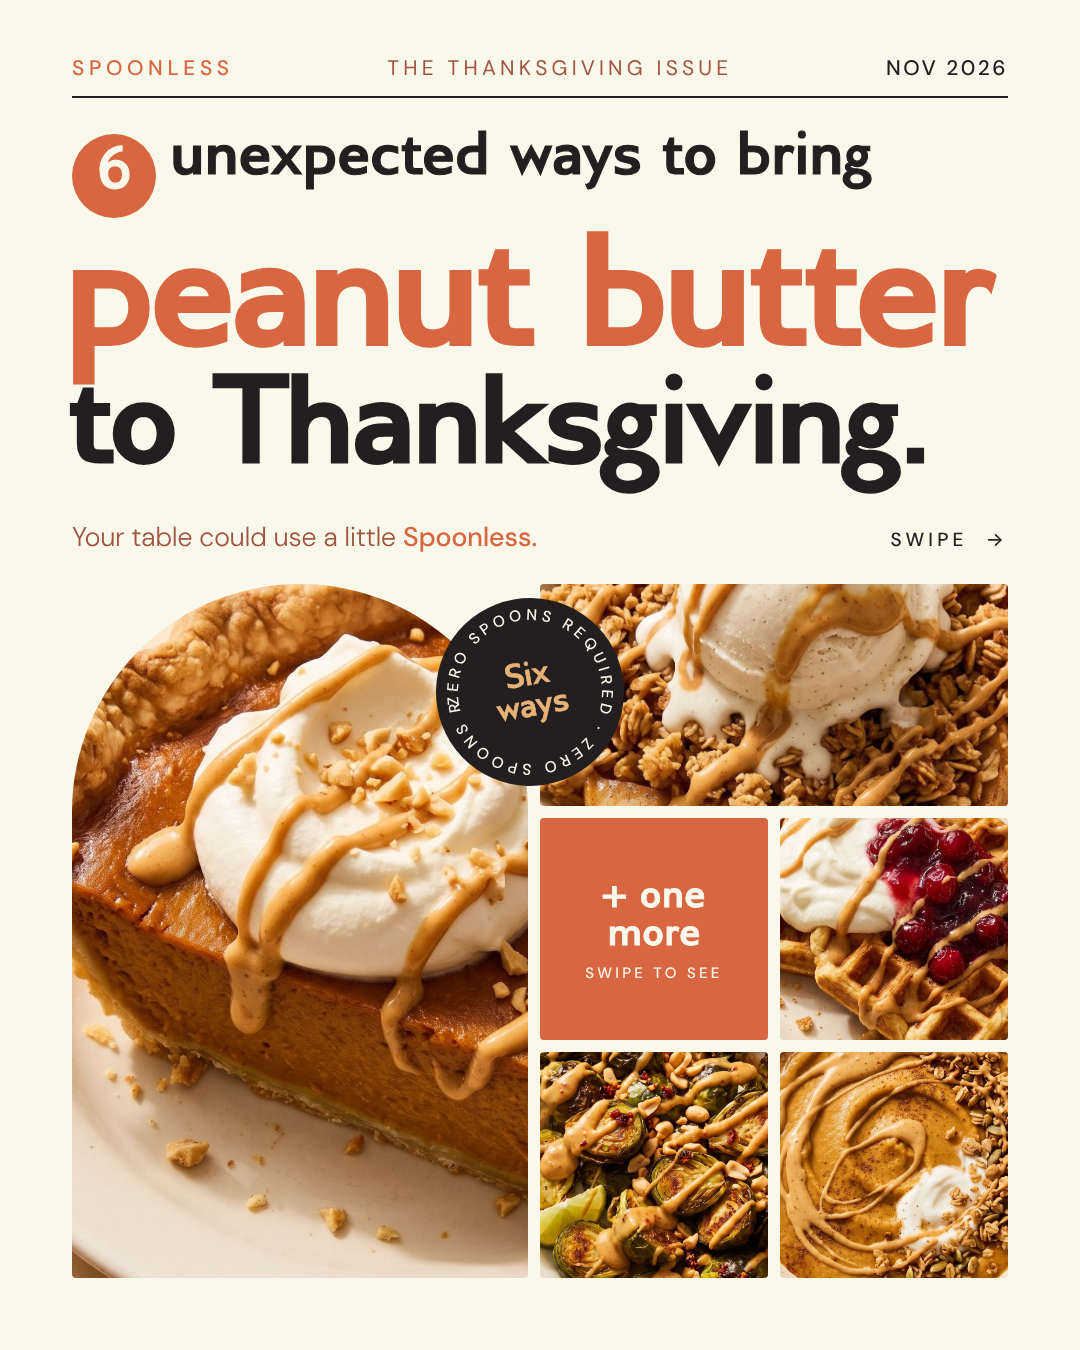 SPOONLESS
THE THANKSGIVING ISSUE
NOV 2026
6 unexpected ways to bring
peanut butter
to Thanksgiving.
Your table could use a little Spoonless.
SWIPE →
ZERO SPOONS REQUIRED · ZERO SPOONS R
Six
ways
+ one
more
SWIPE TO SEE